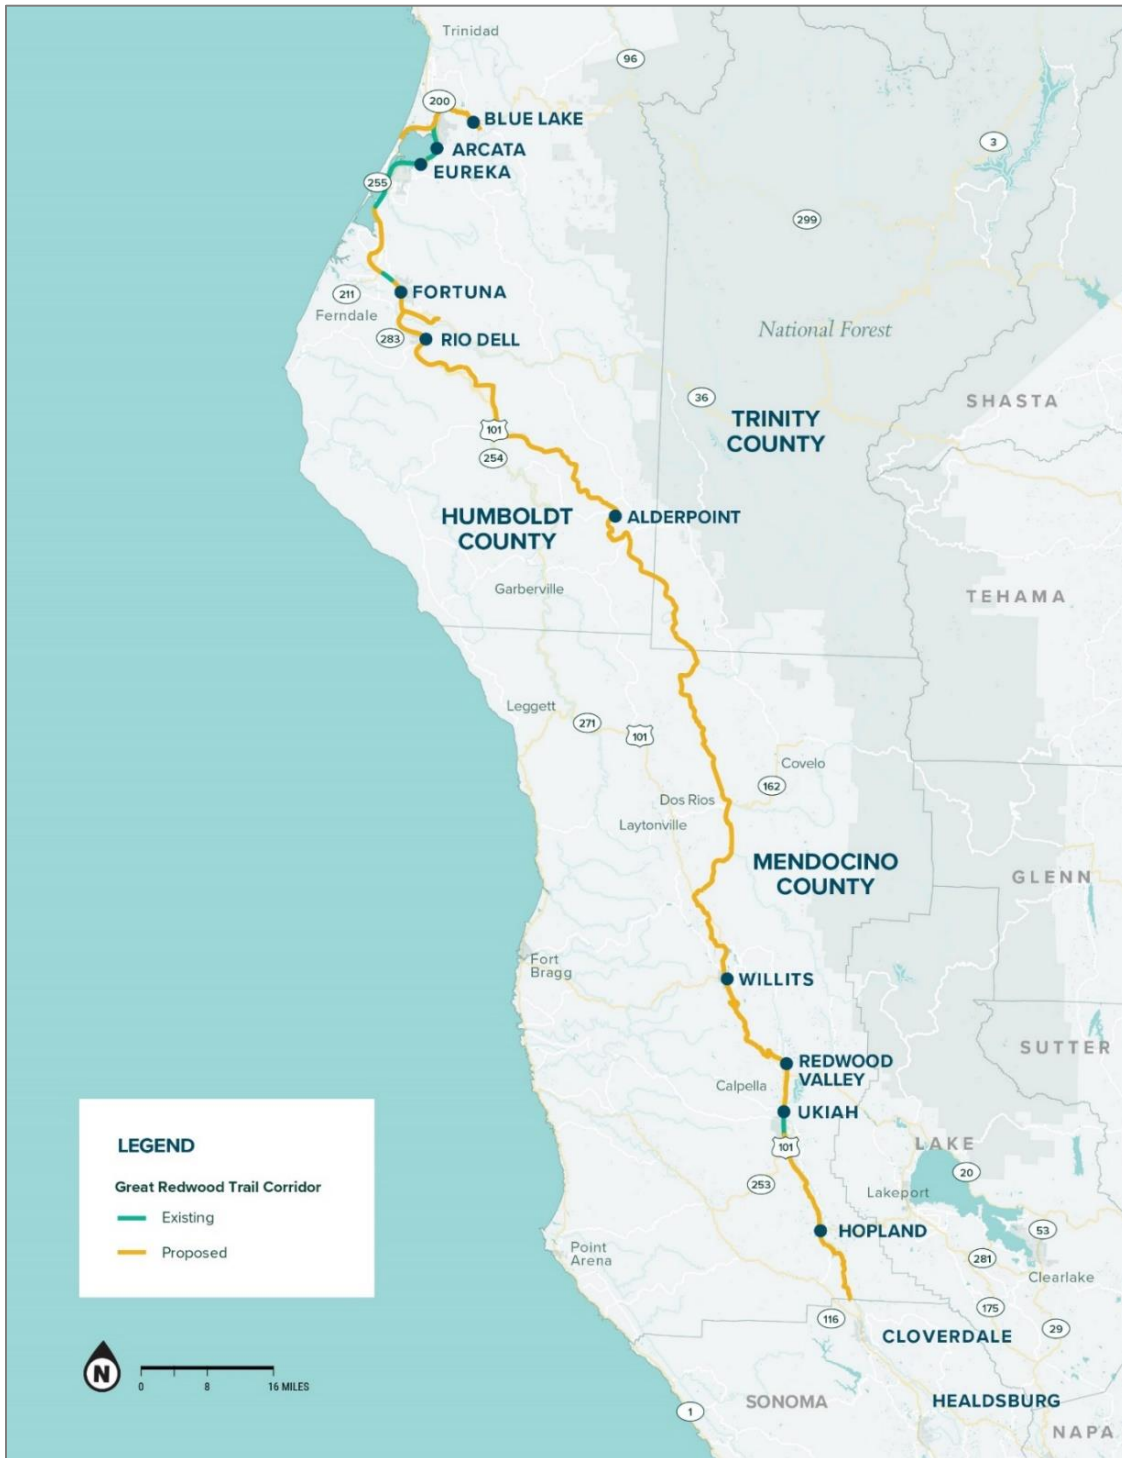 Trinidad
96
200
BLUE LAKE
3
ARCATA
EUREKA
255
299
FORTUNA
211
Ferndale
283
RIO DELL
National Forest
36
SHASTA
TRINITY
COUNTY
101
254
HUMBOLDT
COUNTY
ALDERPOINT
Garberville
TEHAMA
Leggett
271
101
Covelo
162
Dos Rios
Laytonville
MENDOCINO
COUNTY
GLENN
Fort
Bragg
WILLITS
SUTTER
REDWOOD
VALLEY
Calpella
UKIAH
101
LAKE
20
253
Lakeport
HOPLAND
53
281
Clearlake
Point
Arena
175
116
29
CLOVERDALE
SONOMA
HEALDSBURG
1
NAPA
LEGEND
Great Redwood Trail Corridor
Existing
Proposed
N
0 8 16 MILES